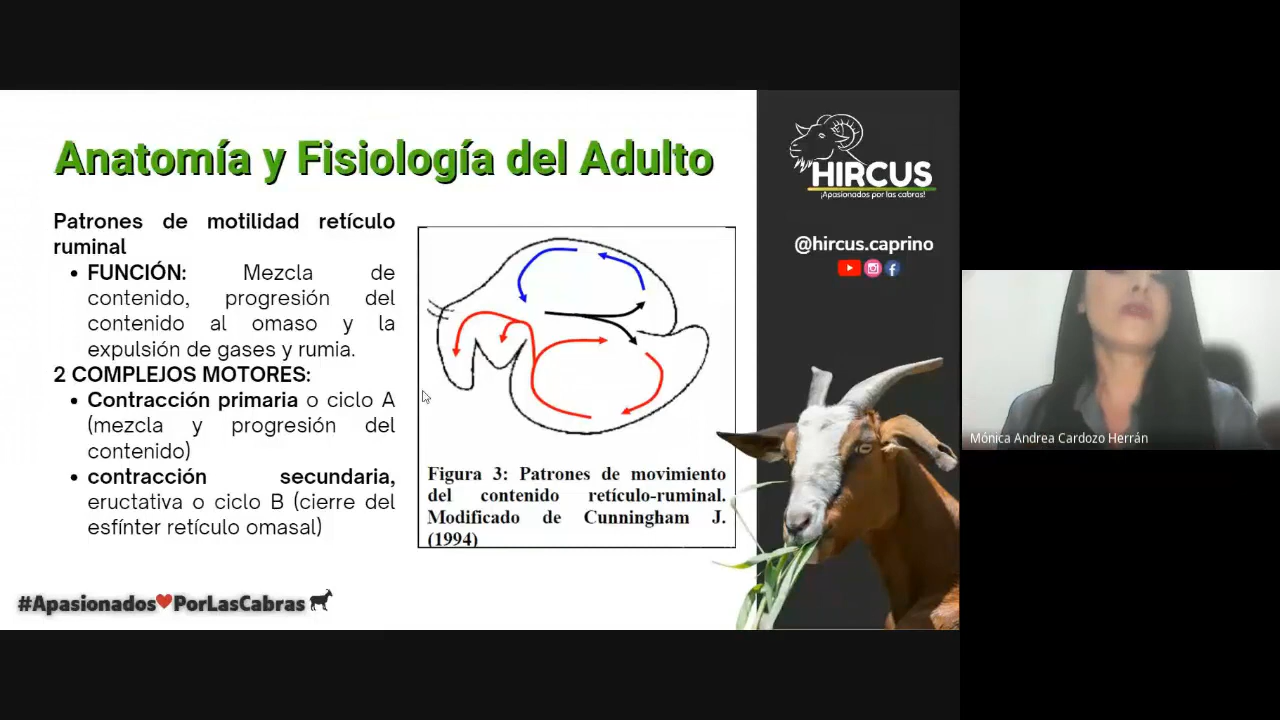 Anatomía y Fisiología del Adulto
Patrones de motilidad retículo
ruminal
• FUNCIÓN: Mezcla de
contenido, progresión del
contenido al omaso y la
expulsión de gases y rumia.
2 COMPLEJOS MOTORES:
• Contracción primaria o ciclo A
(mezcla y progresión del
contenido)
• contracción secundaria,
eructativa o ciclo B (cierre del
esfínter retículo omasal)
Figura 3: Patrones de movimiento
del contenido retículo-ruminal.
Modificado de Cunningham J.
(1994)
#Apasionados❤PorLasCabras
HIRCUS
¡Apasionados por las cabras!
@hircus.caprino
Mónica Andrea Cardozo Herrán